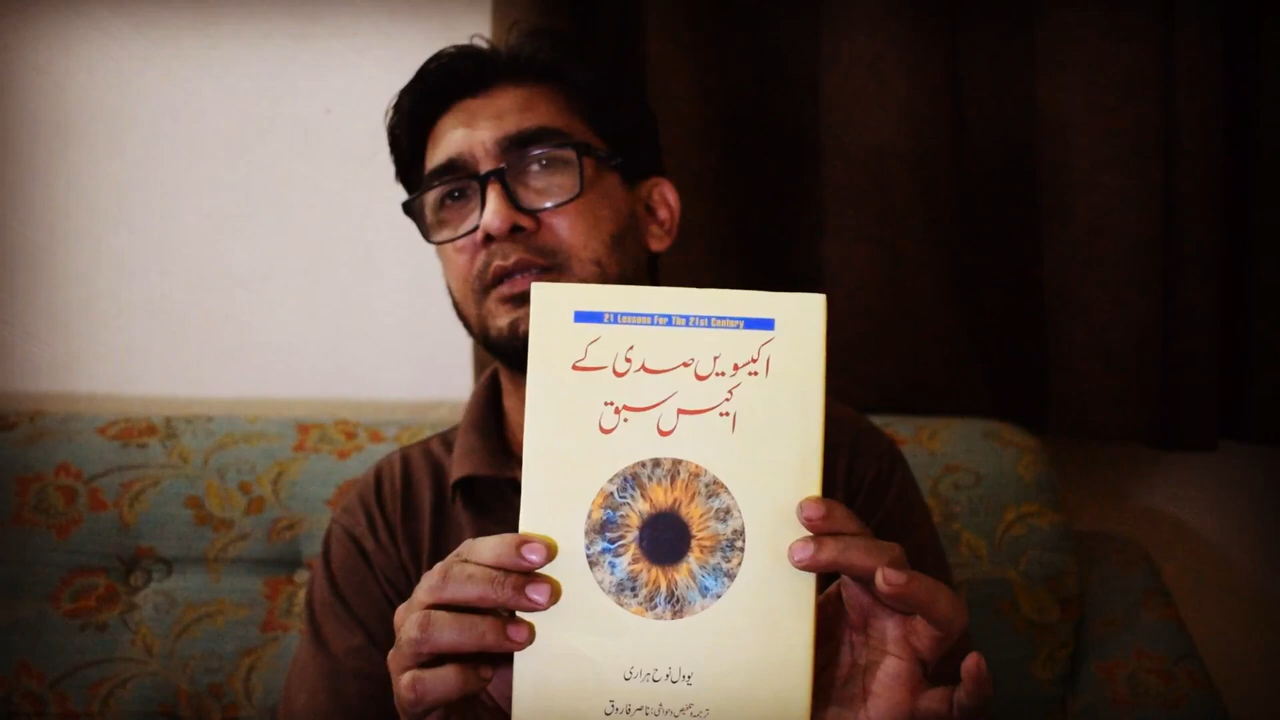 21 Lessons For The 21st Century
اکیسویں صدی کے
اکیس سبق
یوول نوح ہراری
ترجمہ و تلخیص و حواشی: ناصر فاروق